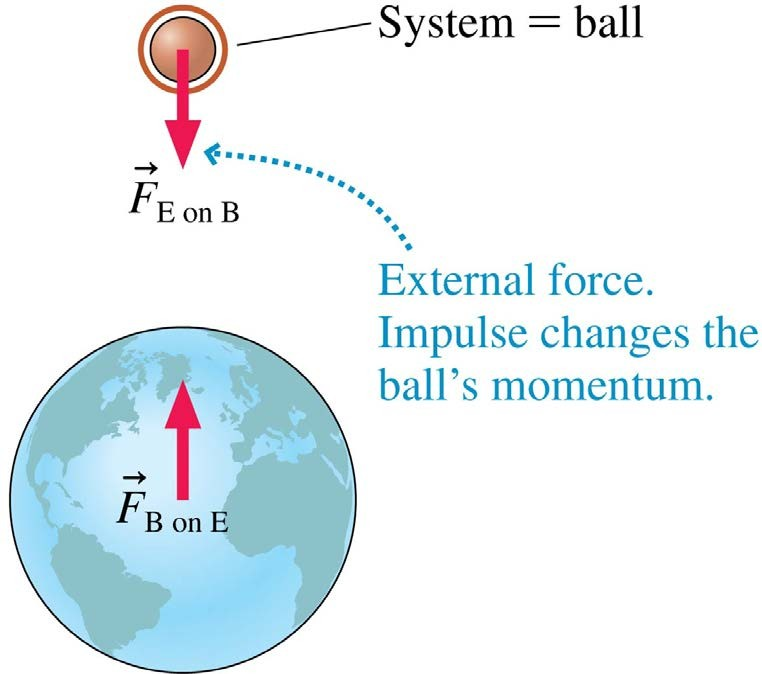 System = ball
F⃗E on B
External force.
Impulse changes the
ball’s momentum.
F⃗B on E